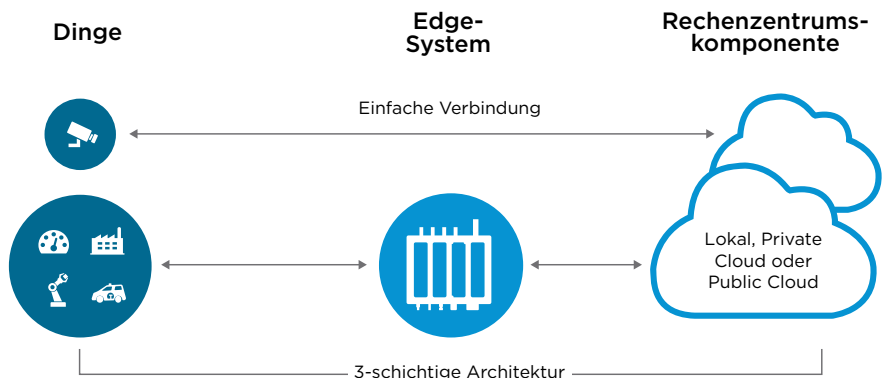 Dinge
Edge-
System
Rechenzentrums-
komponente
Einfache Verbindung
Lokal, Private
Cloud oder
Public Cloud
3-schichtige Architektur